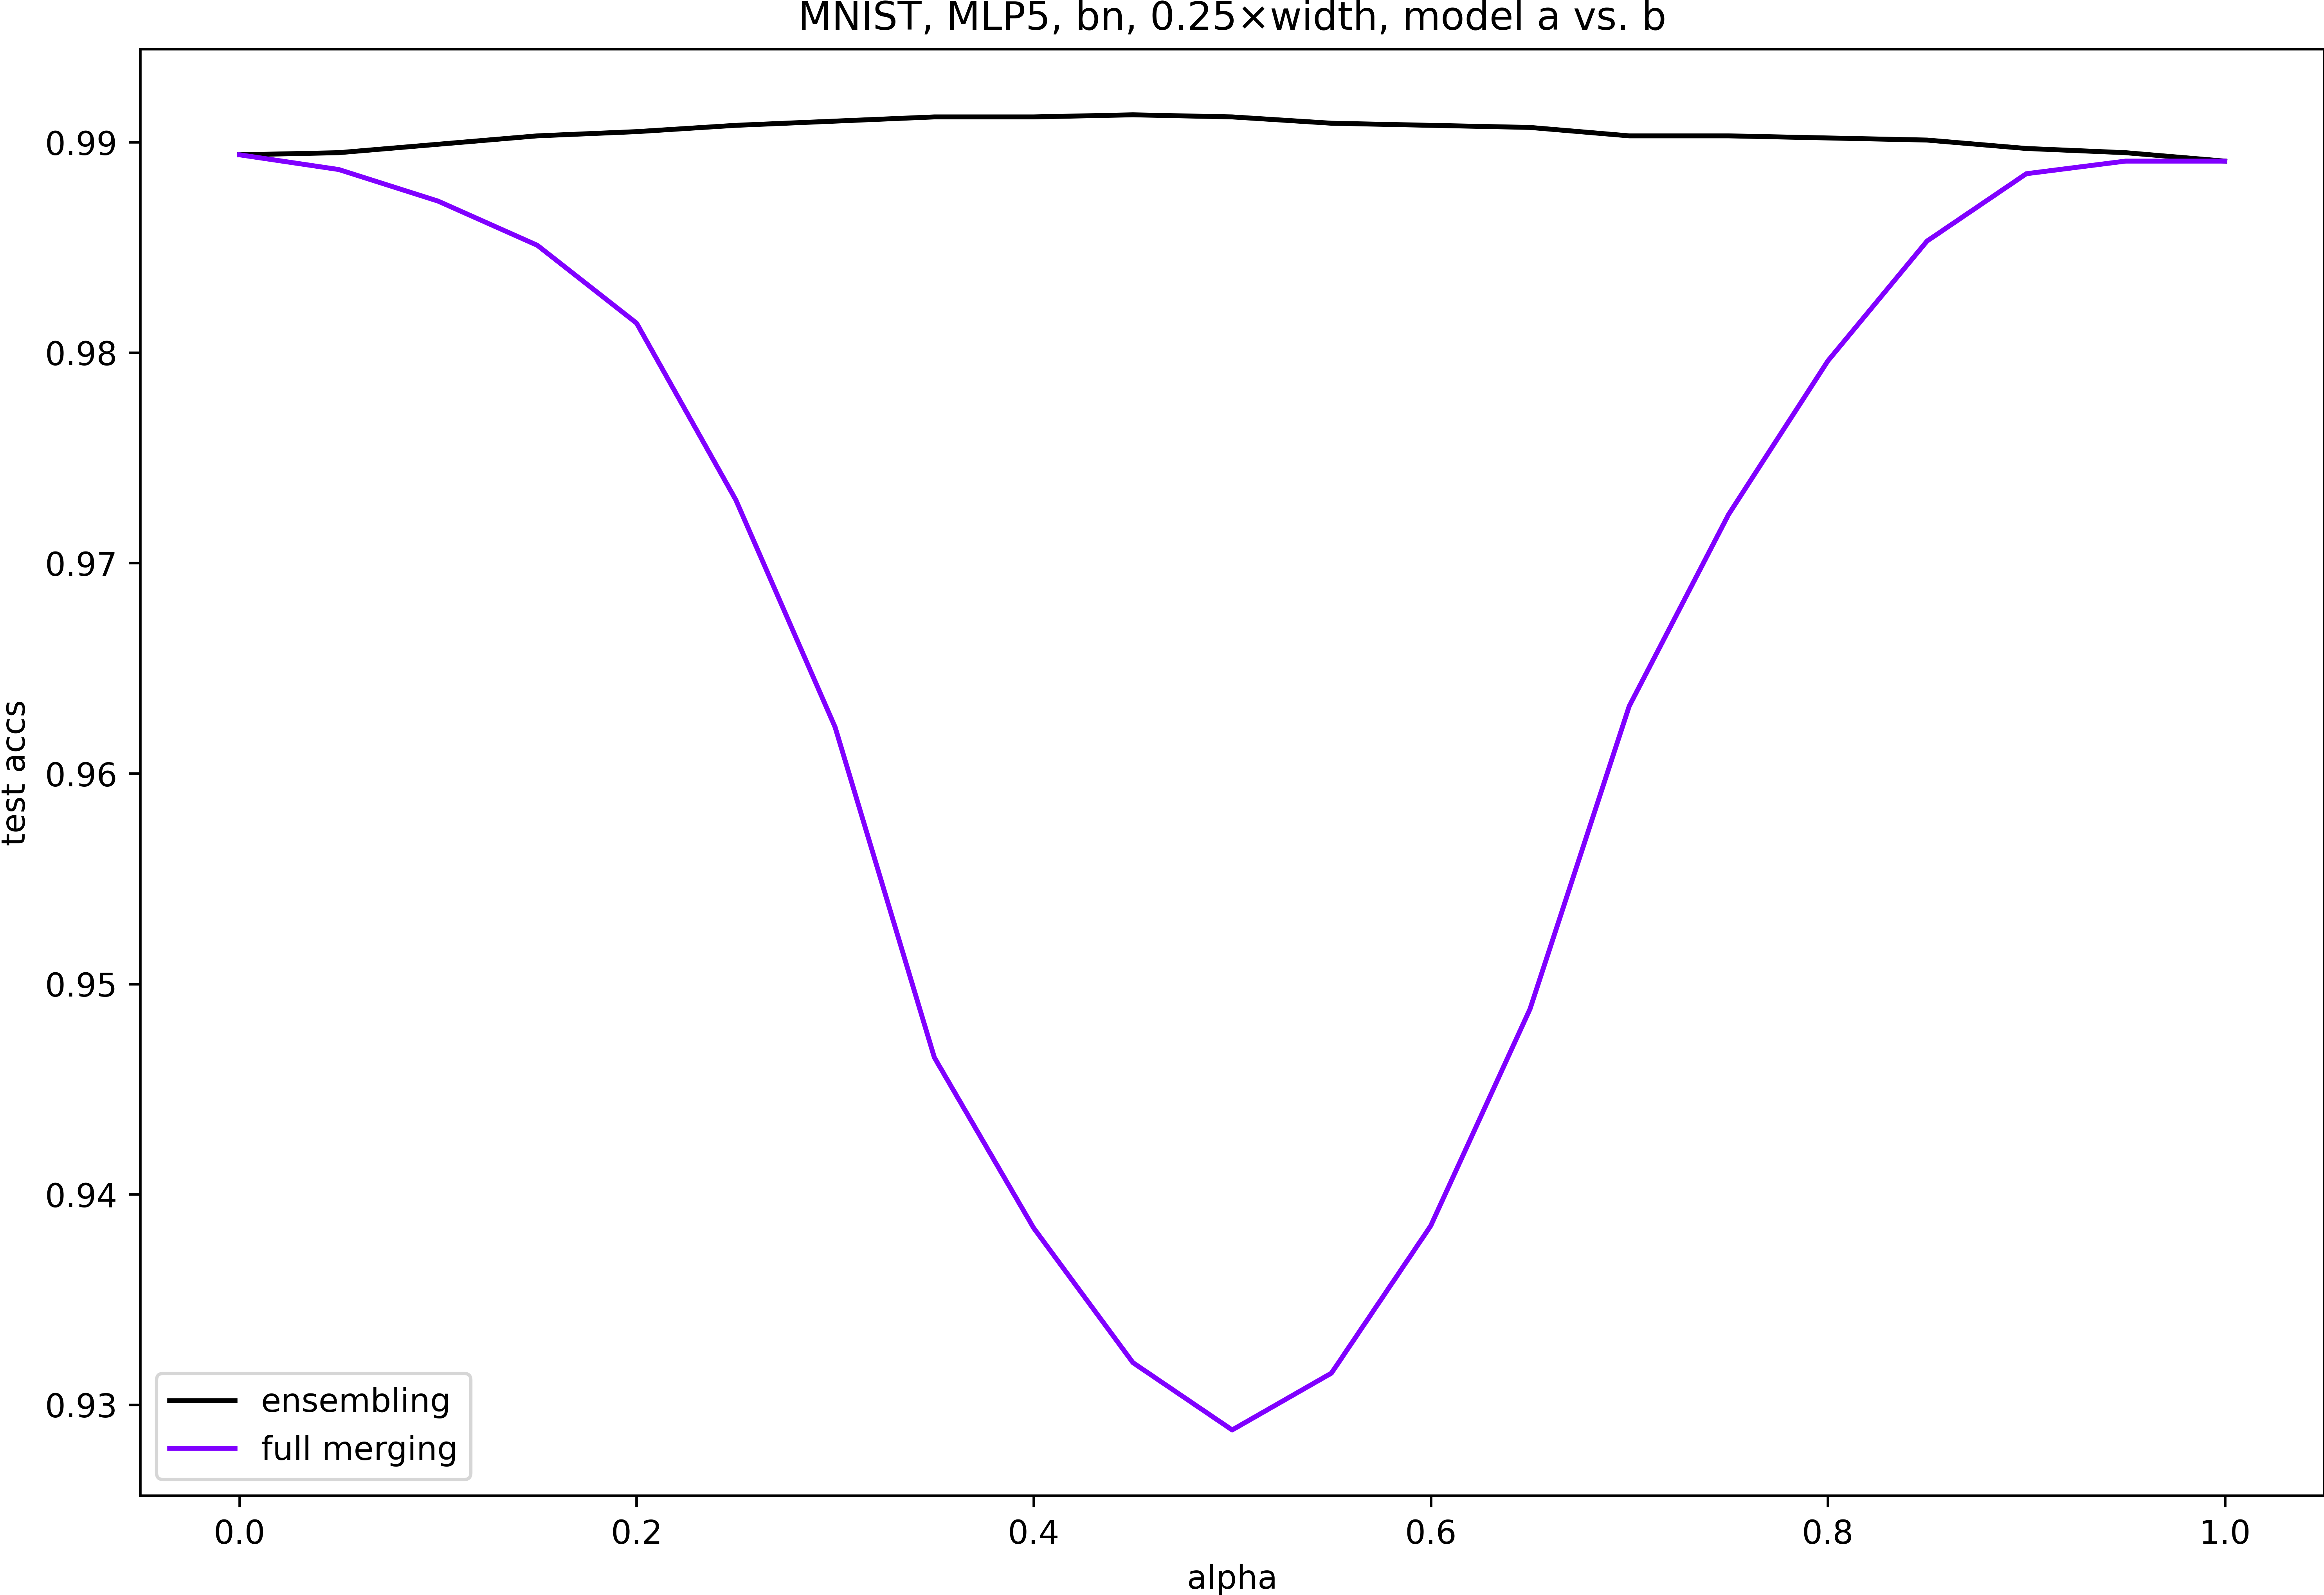 MNIST, MLP5, bn, 0.25×width, model a vs. b
0.99
0.98
0.97
0.96
0.95
0.94
0.93
test accs
ensembling
full merging
0.0 0.2 0.4 0.6 0.8 1.0
alpha